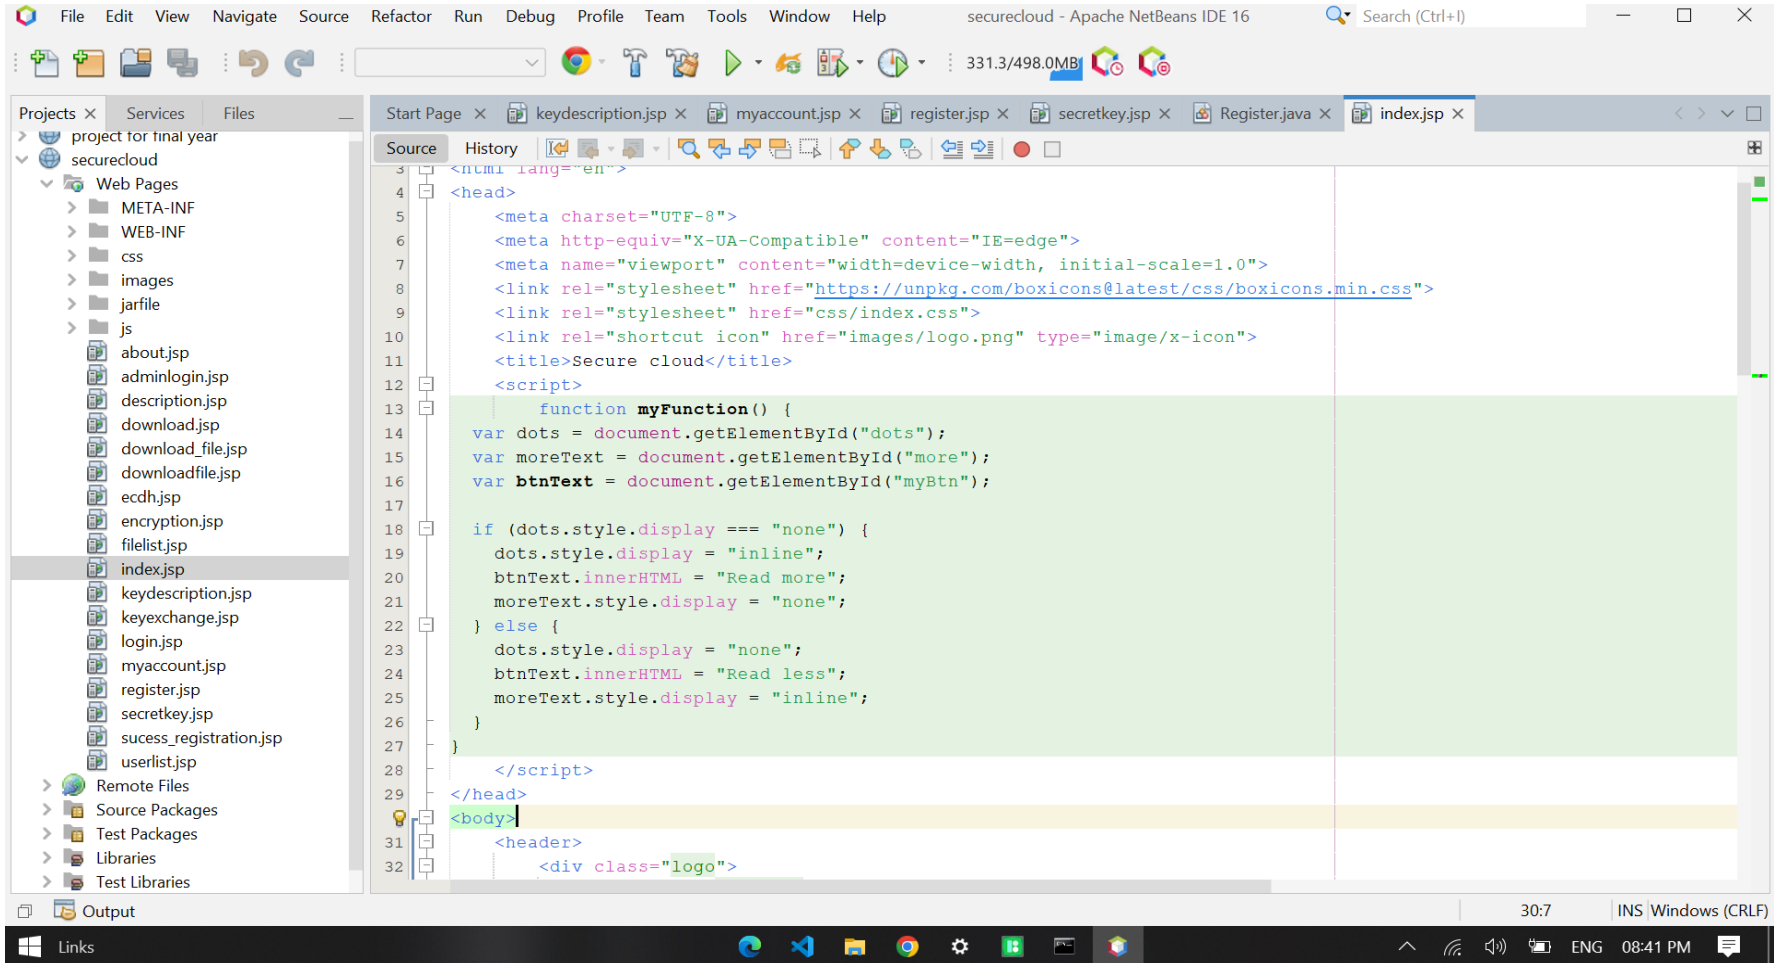 File Edit View Navigate Source Refactor Run Debug Profile Team Tools Window Help securecloud - Apache NetBeans IDE 16 Search (Ctrl+I)
331.3/498.0MB
Projects Services Files
Start Page keydescription.jsp myaccount.jsp register.jsp secretkey.jsp Register.java index.jsp
Source History
project for final year
securecloud
Web Pages
META-INF
WEB-INF
css
images
jarfile
js
about.jsp
adminlogin.jsp
description.jsp
download.jsp
download_file.jsp
downloadfile.jsp
ecdh.jsp
encryption.jsp
filelist.jsp
index.jsp
keydescription.jsp
keyexchange.jsp
login.jsp
myaccount.jsp
register.jsp
secretkey.jsp
sucess_registration.jsp
userlist.jsp
Remote Files
Source Packages
Test Packages
Libraries
Test Libraries
3 <html lang="en">
4 <head>
5 <meta charset="UTF-8">
6 <meta http-equiv="X-UA-Compatible" content="IE=edge">
7 <meta name="viewport" content="width=device-width, initial-scale=1.0">
8 <link rel="stylesheet" href="https://unpkg.com/boxicons@latest/css/boxicons.min.css">
9 <link rel="stylesheet" href="css/index.css">
10 <link rel="shortcut icon" href="images/logo.png" type="image/x-icon">
11 <title>Secure cloud</title>
12 <script>
13 function myFunction() {
14 var dots = document.getElementById("dots");
15 var moreText = document.getElementById("more");
16 var btnText = document.getElementById("myBtn");
17
18 if (dots.style.display === "none") {
19 dots.style.display = "inline";
20 btnText.innerHTML = "Read more";
21 moreText.style.display = "none";
22 } else {
23 dots.style.display = "none";
24 btnText.innerHTML = "Read less";
25 moreText.style.display = "inline";
26 }
27 }
28 </script>
29 </head>
<body>
31 <header>
32 <div class="logo">
Output
30:7 INS Windows (CRLF)
Links ENG 08:41 PM